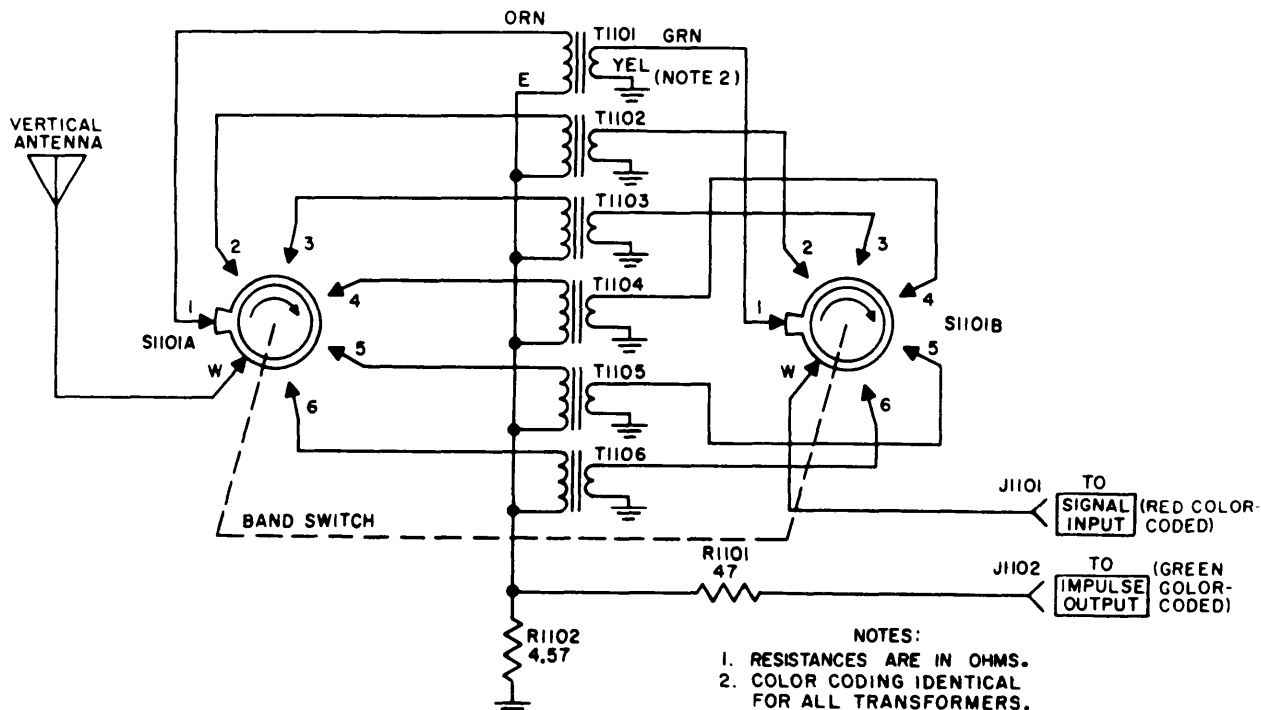 ORN
T1101 GRN
E YEL (NOTE 2)
VERTICAL
ANTENNA
T1102
T1103
2 3
2 3
T1104
4 4
1 1
S1101A S1101B
5 5
W W
T1105
6 6
T1106
BAND SWITCH
J1101 TO
SIGNAL (RED COLOR-
INPUT CODED)
R1101
47
J1102 TO (GREEN
IMPULSE COLOR-
OUTPUT CODED)
R1102
4.57
NOTES:
1. RESISTANCES ARE IN OHMS.
2. COLOR CODING IDENTICAL
FOR ALL TRANSFORMERS.